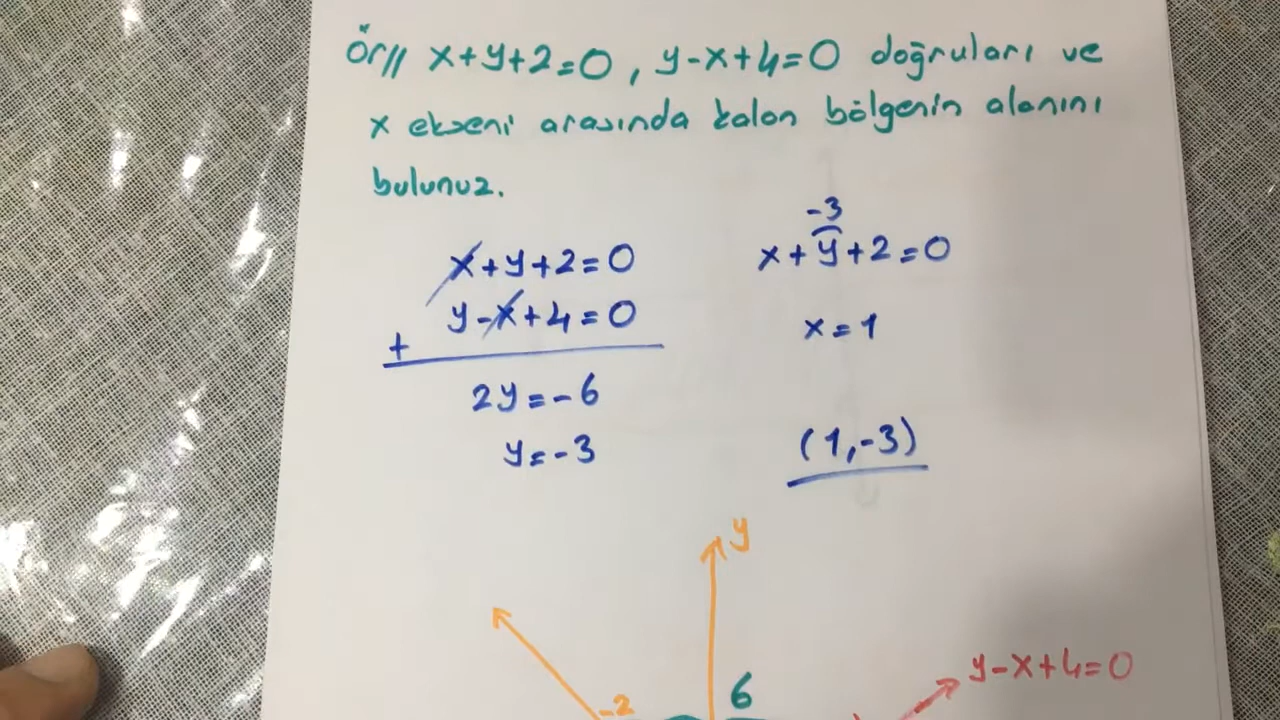 Ör// x+y+2=0, y-x+4=0 doğruları ve
x ekseni arasında kalan bölgenin alanını
bulunuz.
x+y+2=0
y-x+4=0
+
2y=-6
y=-3
-3
x+y+2=0
x=1
(1,-3)
y
y-x+4=0
-2
6